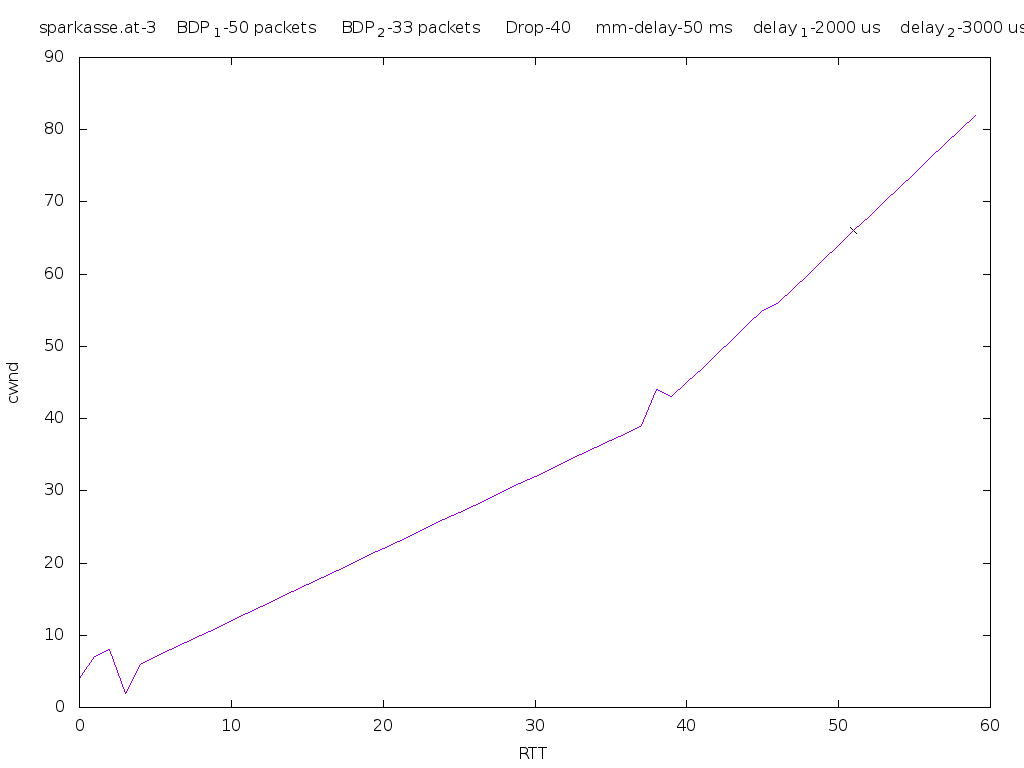 sparkasse.at-3 BDP1-50 packets BDP2-33 packets Drop-40 mm-delay-50 ms delay1-2000 us delay2-3000 us
90
80
70
60
50
40
30
20
10
0
cwnd
0 10 20 30 40 50 60
RTT